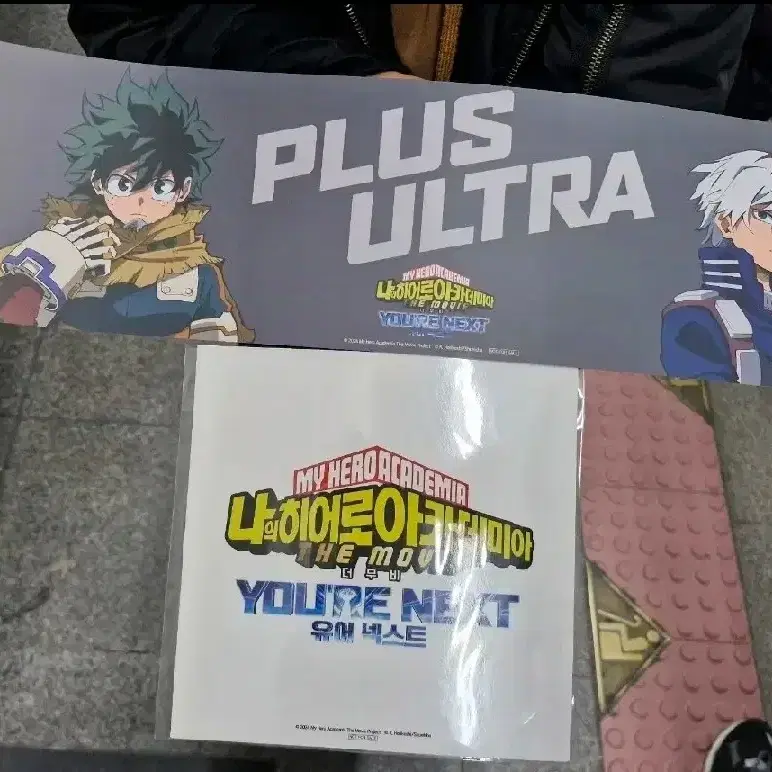 PLUS
ULTRA
MY HERO ACADEMIA
나의 히어로 아카데미아
THE MOVIE
YOU'RE NEXT
MY HERO ACADEMIA
나의 히어로 아카데미아
THE MOVIE
더 무비
YOU'RE NEXT
유어 넥스트